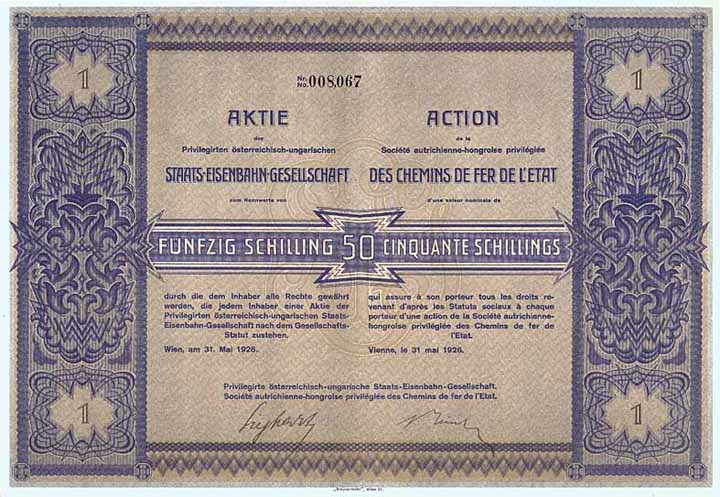 1
1
Nr. No. 008,067
AKTIE
der
Privilegirten österreichisch-ungarischen
STAATS-EISENBAHN-GESELLSCHAFT
zum Nennwerte von
ACTION
de la
Société autrichienne-hongroise privilégiée
DES CHEMINS DE FER DE L'ETAT
d'une valeur nominale de
FÜNFZIG SCHILLING 50 CINQUANTE SCHILLINGS
durch die dem Inhaber alle Rechte gewährt
werden, die jedem Inhaber einer Aktie der
Privilegirten österreichisch-ungarischen Staats-
Eisenbahn-Gesellschaft nach dem Gesellschafts-
Statut zustehen.
Wien, am 31. Mai 1926.
qui assure à son porteur tous les droits re-
venant d'après les Statuts sociaux à chaque
porteur d'une action de la Société autrichienne-
hongroise privilégiée des Chemins de fer de
l'Etat.
Vienne, le 31 mai 1926.
Privilegirte österreichisch-ungarische Staats-Eisenbahn-Gesellschaft.
Société autrichienne-hongroise privilégiée des Chemins de fer de l'Etat.
1
1